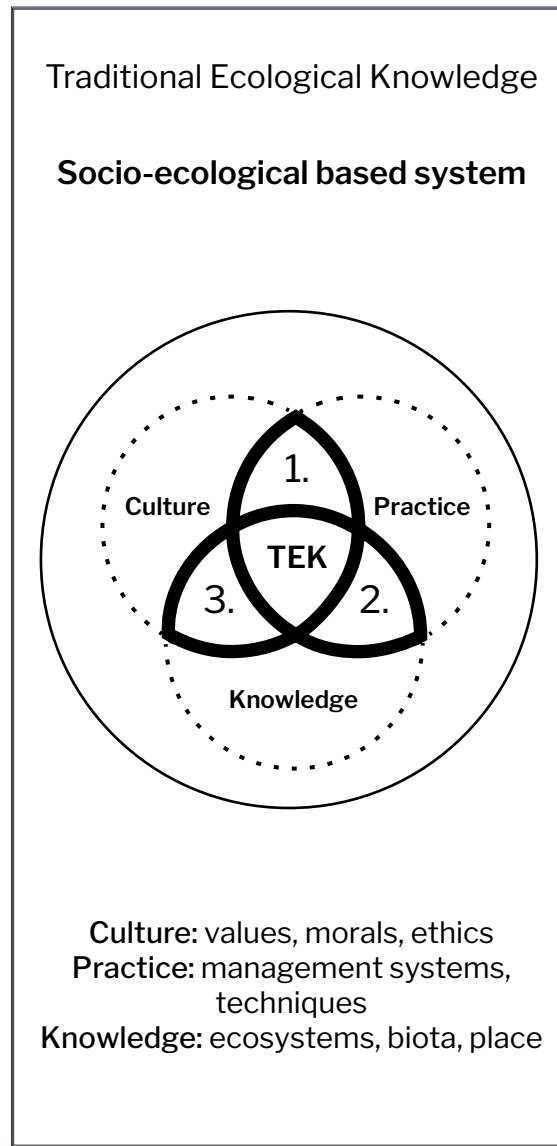 Traditional Ecological Knowledge
Socio-ecological based system
1.
Culture
Practice
TEK
3.
2.
Knowledge
Culture: values, morals, ethics
Practice: management systems,
techniques
Knowledge: ecosystems, biota, place